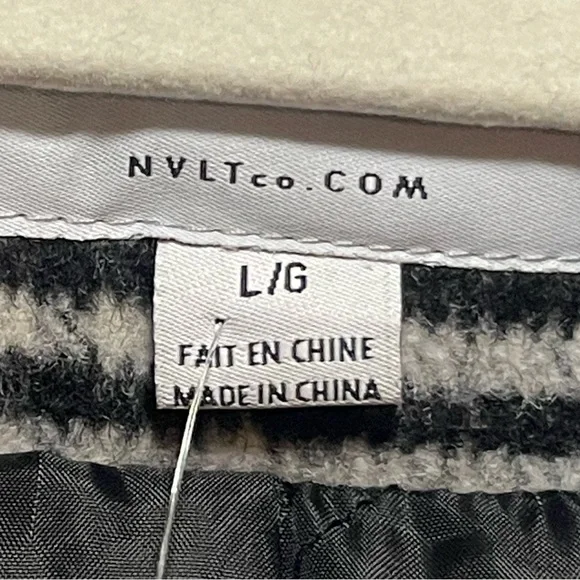 NVLTco.COM
L/G
FAIT EN CHINE
MADE IN CHINA